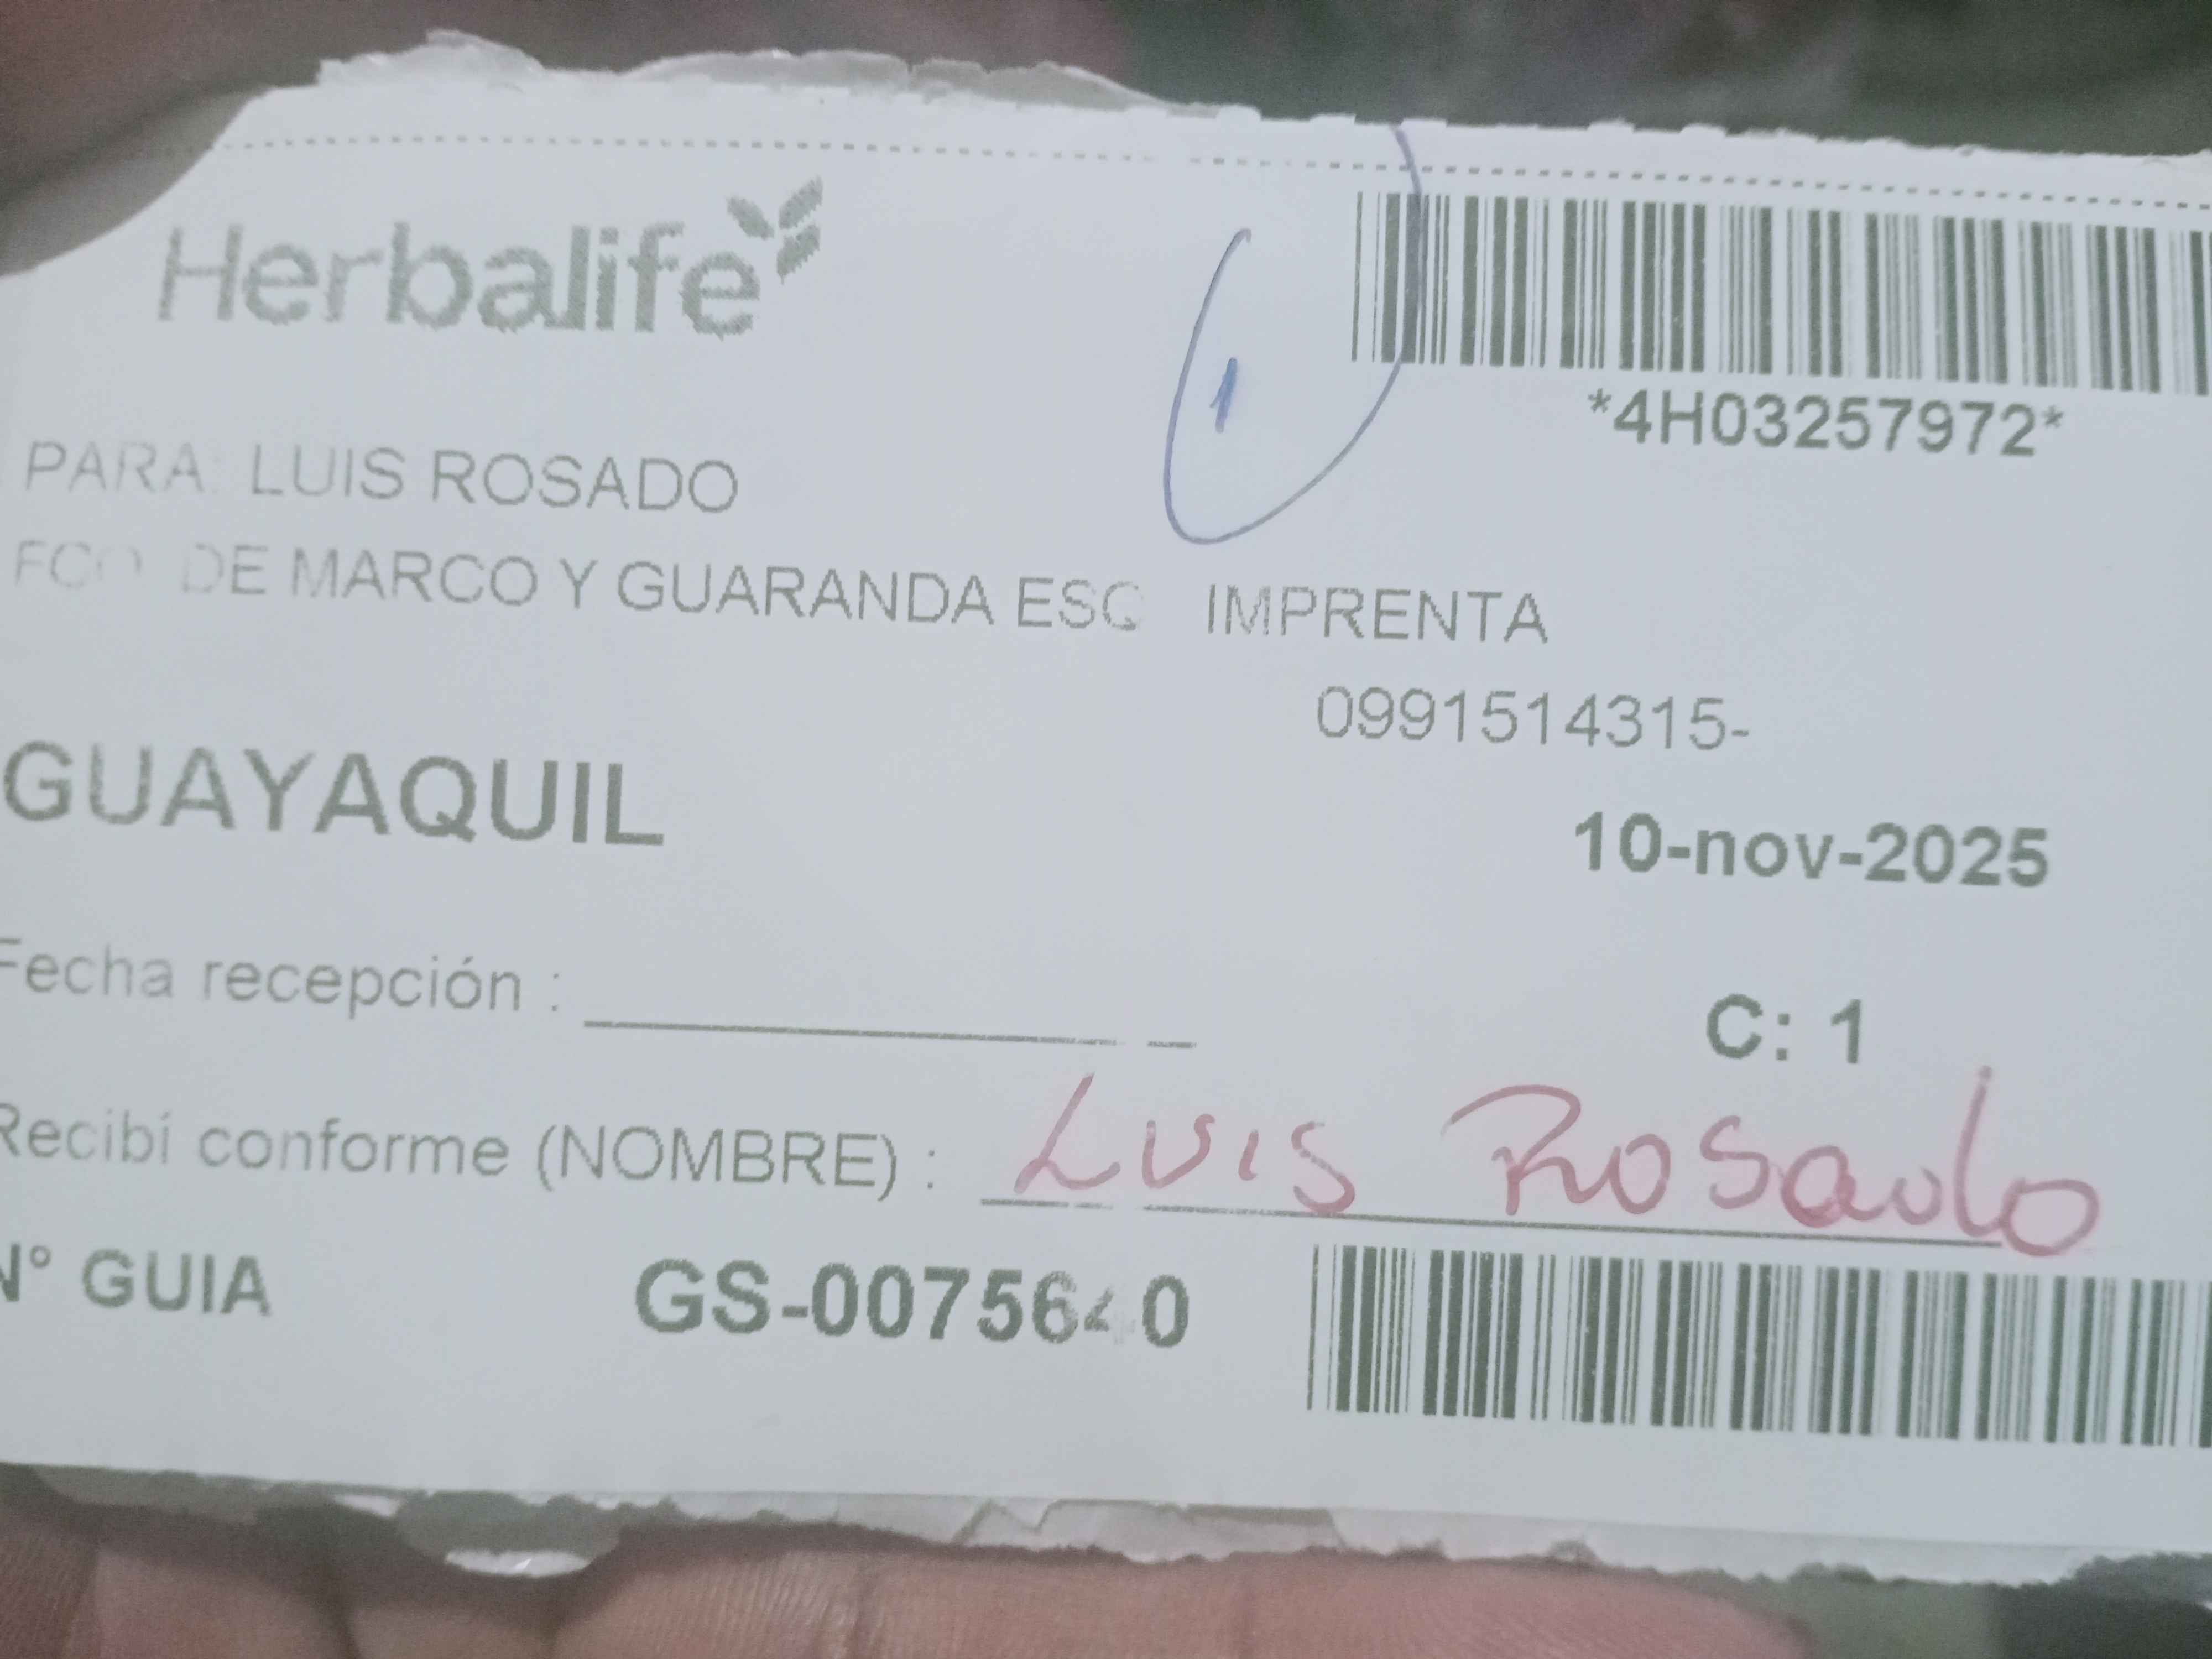 Herbalife
*4H03257972*
1
PARA: LUIS ROSADO
FCO DE MARCO Y GUARANDA ESQ IMPRENTA
0991514315-
GUAYAQUIL
10-nov-2025
Fecha recepción :
C: 1
Recibí conforme (NOMBRE) : Luis Rosado
N° GUIA GS-0075640